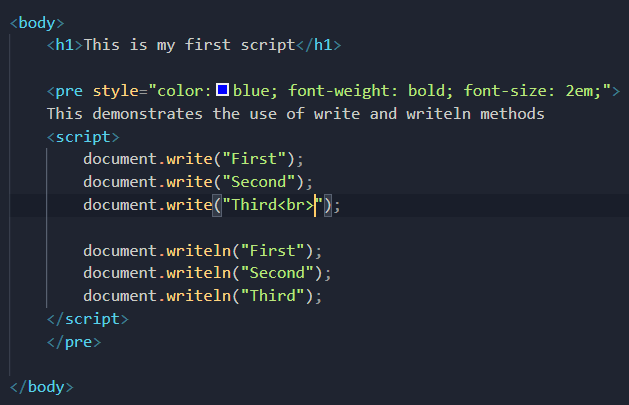 <body>
<h1>This is my first script</h1>
<pre style="color:blue; font-weight: bold; font-size: 2em;">
This demonstrates the use of write and writeln methods
<script>
document.write("First");
document.write("Second");
document.write("Third<br>");
document.writeln("First");
document.writeln("Second");
document.writeln("Third");
</script>
</pre>
</body>